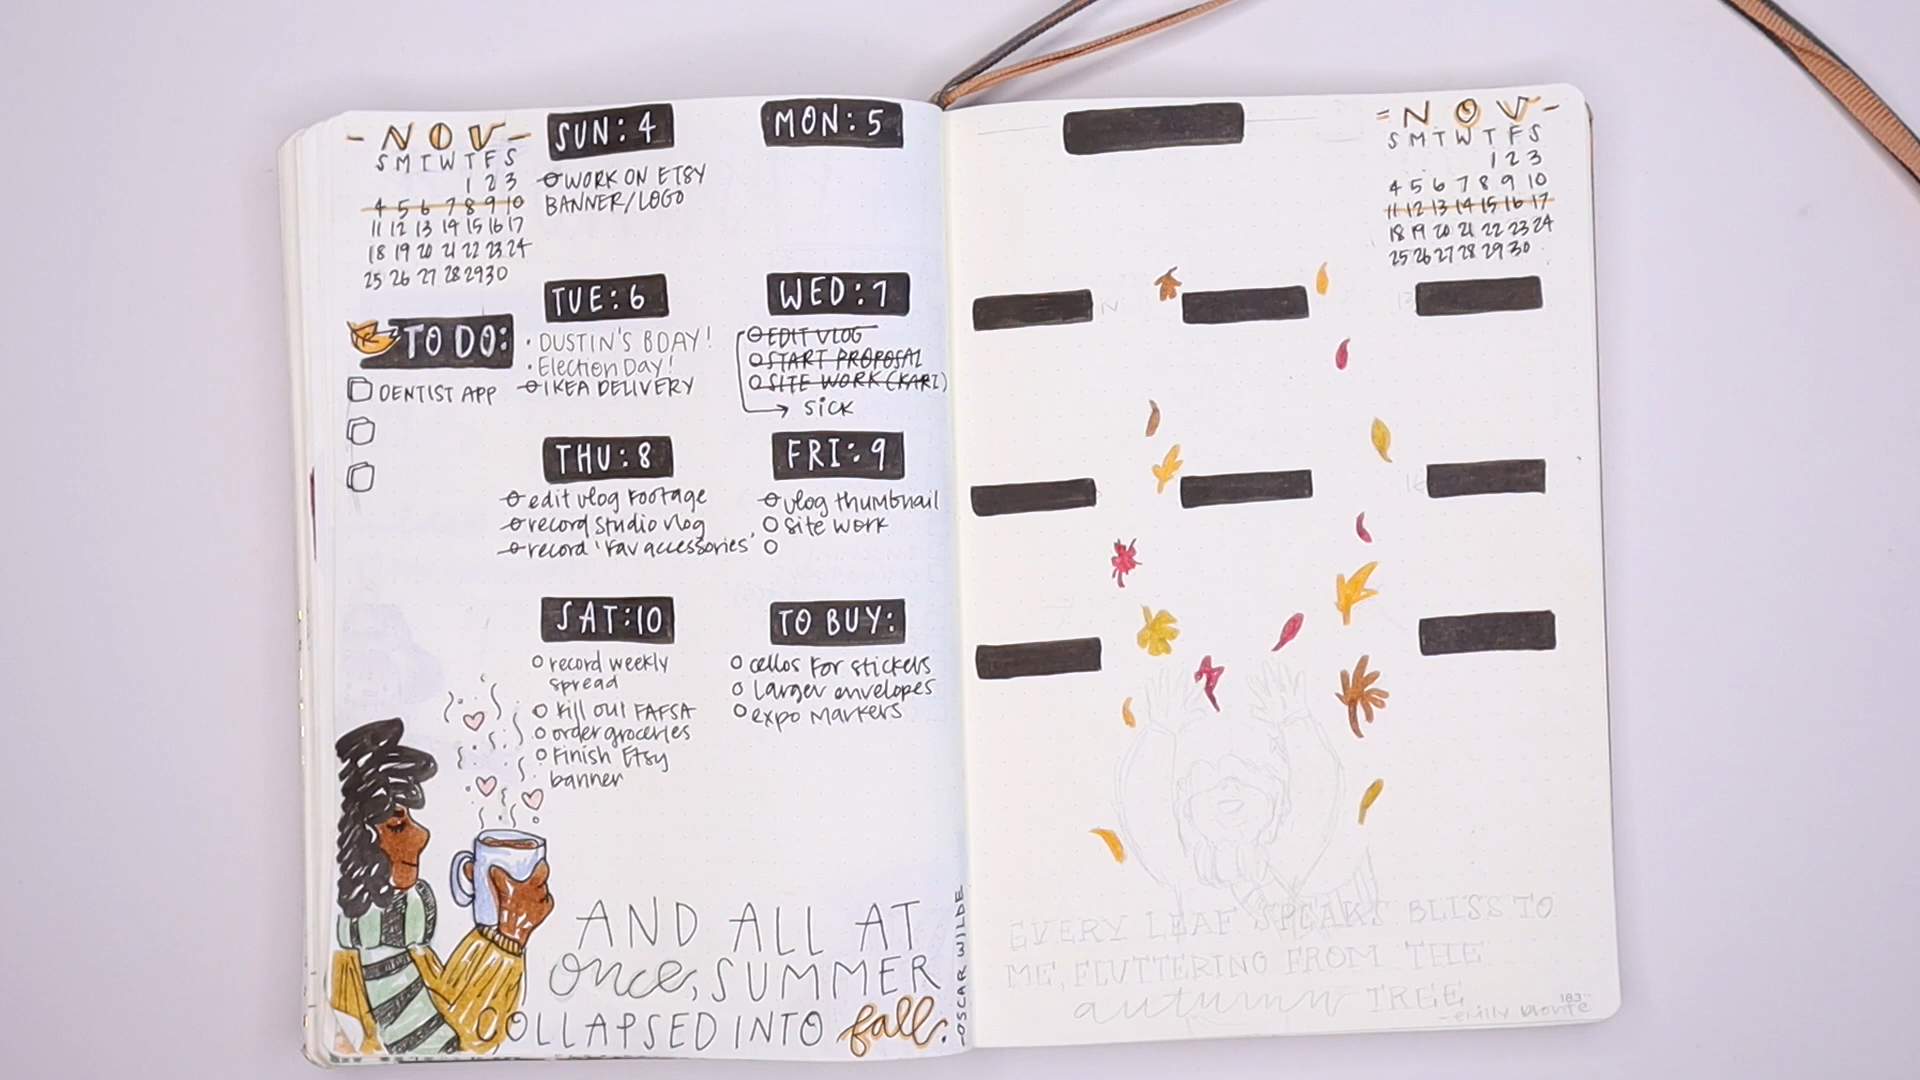 - NOV -
S M T W T F S
1 2 3
4 5 6 7 8 9 10
11 12 13 14 15 16 17
18 19 20 21 22 23 24
25 26 27 28 29 30
TO DO:
DENTIST APP
SUN: 4
WORK ON ETSY
BANNER/LOGO
MON: 5
TUE: 6
• DUSTIN'S BDAY!
• Election Day!
IKEA DELIVERY
WED: 7
EDIT VLOG
START PROPOSAL
SITE WORK (KARI)
→ SICK
THU: 8
edit vlog footage
record studio vlog
record 'fav accessories'
FRI: 9
vlog thumbnail
site work
SAT: 10
record weekly
spread
fill out FAFSA
order groceries
Finish Etsy
banner
TO BUY:
cellos for stickers
larger envelopes
expo markers
AND ALL AT
once, SUMMER
COLLAPSED INTO fall.
-OSCAR WILDE
= NOV -
S M T W T F S
1 2 3
4 5 6 7 8 9 10
11 12 13 14 15 16 17
18 19 20 21 22 23 24
25 26 27 28 29 30
EVERY LEAF SPEAKS BLISS TO
ME, FLUTTERING FROM THE
autumn TREE
183